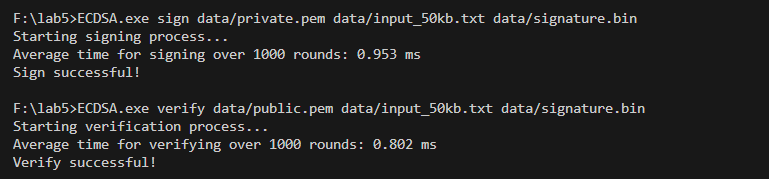 F:\lab5>ECDSA.exe sign data/private.pem data/input_50kb.txt data/signature.bin
Starting signing process...
Average time for signing over 1000 rounds: 0.953 ms
Sign successful!
F:\lab5>ECDSA.exe verify data/public.pem data/input_50kb.txt data/signature.bin
Starting verification process...
Average time for verifying over 1000 rounds: 0.802 ms
Verify successful!